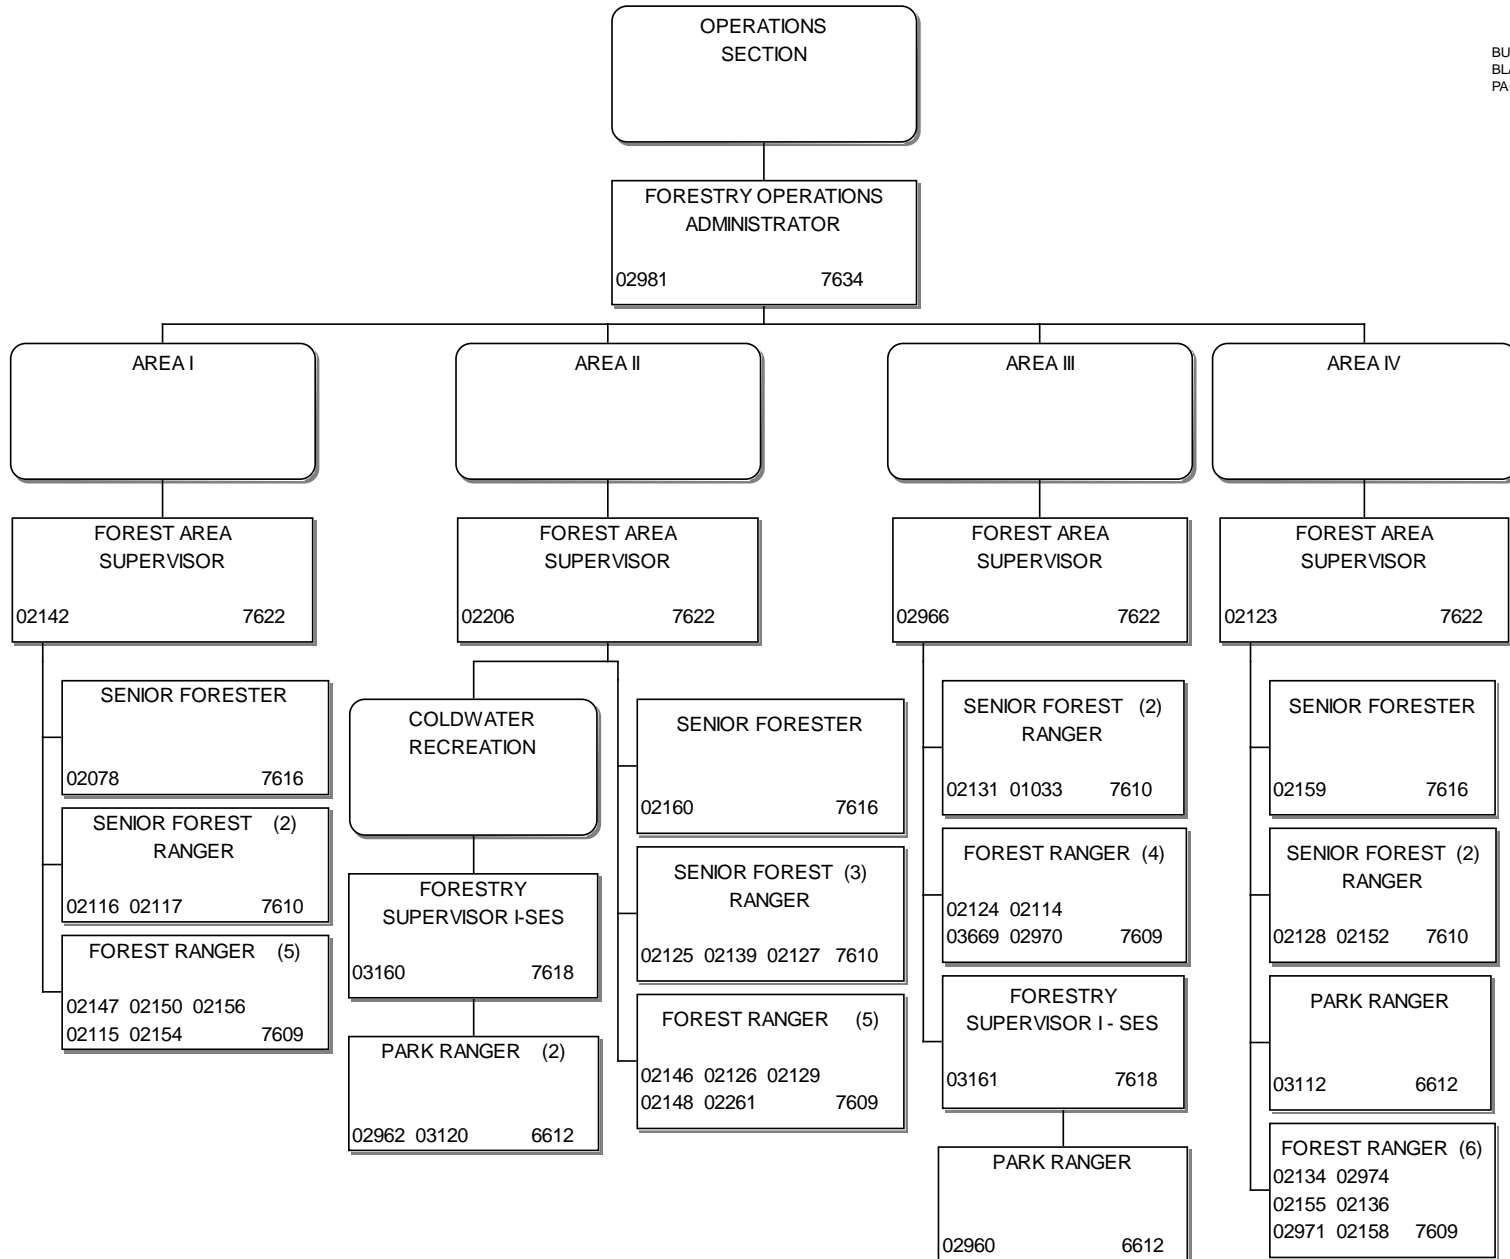 OPERATIONS
SECTION
BU
BLA
PA
FORESTRY OPERATIONS
ADMINISTRATOR
02981 7634
AREA I
AREA II
AREA III
AREA IV
FOREST AREA
SUPERVISOR
02142 7622
FOREST AREA
SUPERVISOR
02206 7622
FOREST AREA
SUPERVISOR
02966 7622
FOREST AREA
SUPERVISOR
02123 7622
SENIOR FORESTER
02078 7616
SENIOR FOREST (2)
RANGER
02116 02117 7610
FOREST RANGER (5)
02147 02150 02156
02115 02154 7609
COLDWATER
RECREATION
FORESTRY
SUPERVISOR I-SES
03160 7618
PARK RANGER (2)
02962 03120 6612
SENIOR FORESTER
02160 7616
SENIOR FOREST (3)
RANGER
02125 02139 02127 7610
FOREST RANGER (5)
02146 02126 02129
02148 02261 7609
SENIOR FOREST (2)
RANGER
02131 01033 7610
FOREST RANGER (4)
02124 02114
03669 02970 7609
FORESTRY
SUPERVISOR I - SES
03161 7618
PARK RANGER
02960 6612
SENIOR FORESTER
02159 7616
SENIOR FOREST (2)
RANGER
02128 02152 7610
PARK RANGER
03112 6612
FOREST RANGER (6)
02134 02974
02155 02136
02971 02158 7609